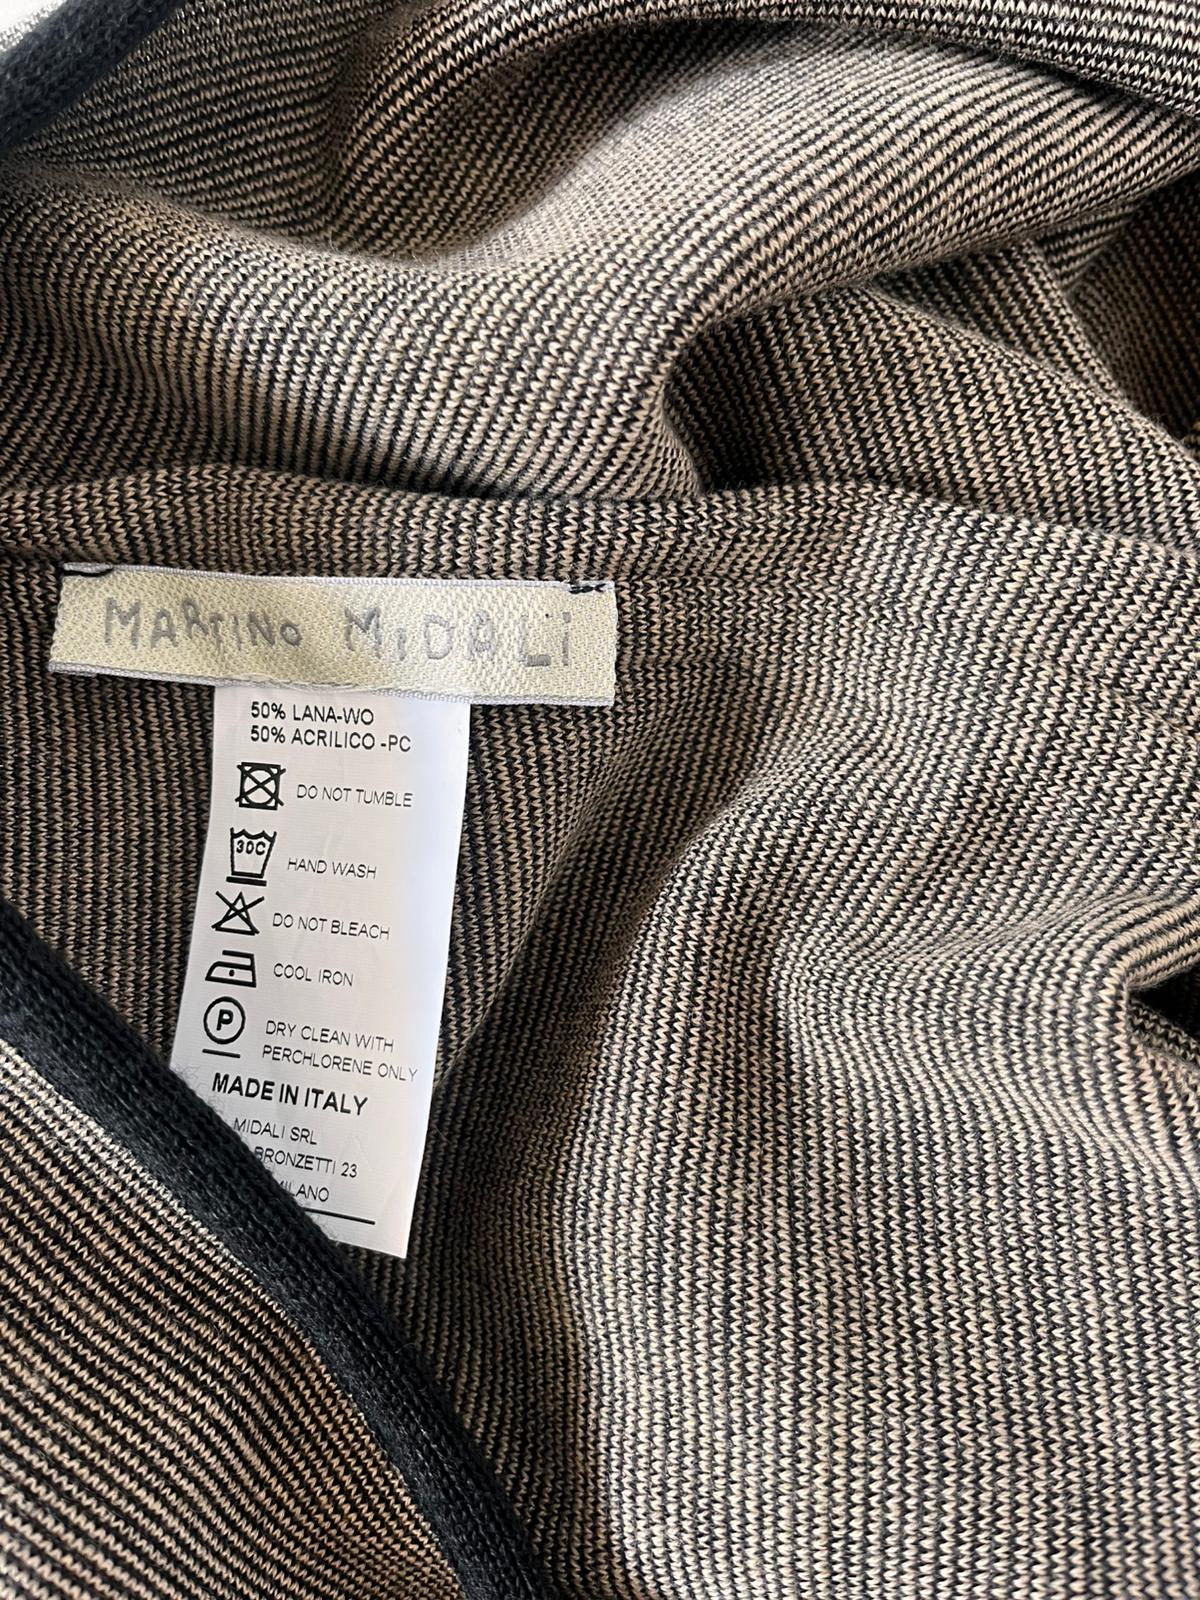 MARTINO MIDALI
50% LANA-WO
50% ACRILICO -PC
DO NOT TUMBLE
30C
HAND WASH
DO NOT BLEACH
COOL IRON
P
DRY CLEAN WITH
PERCHLORENE ONLY
MADE IN ITALY
MIDALI SRL
BRONZETTI 23
MILANO